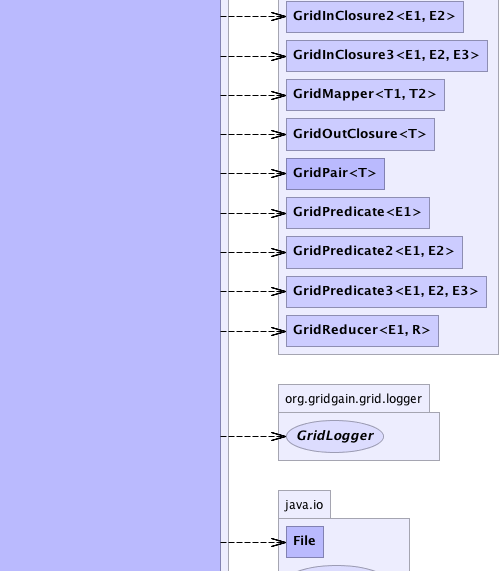 GridInClosure2<E1, E2>
GridInClosure3<E1, E2, E3>
GridMapper<T1, T2>
GridOutClosure<T>
GridPair<T>
GridPredicate<E1>
GridPredicate2<E1, E2>
GridPredicate3<E1, E2, E3>
GridReducer<E1, R>
org.gridgain.grid.logger
GridLogger
java.io
File